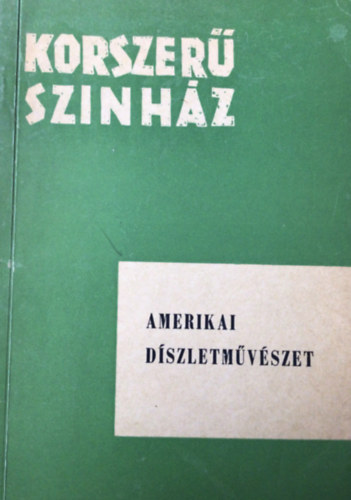 KORSZERŰ
SZINHÁZ
AMERIKAI
DÍSZLETMŰVÉSZET